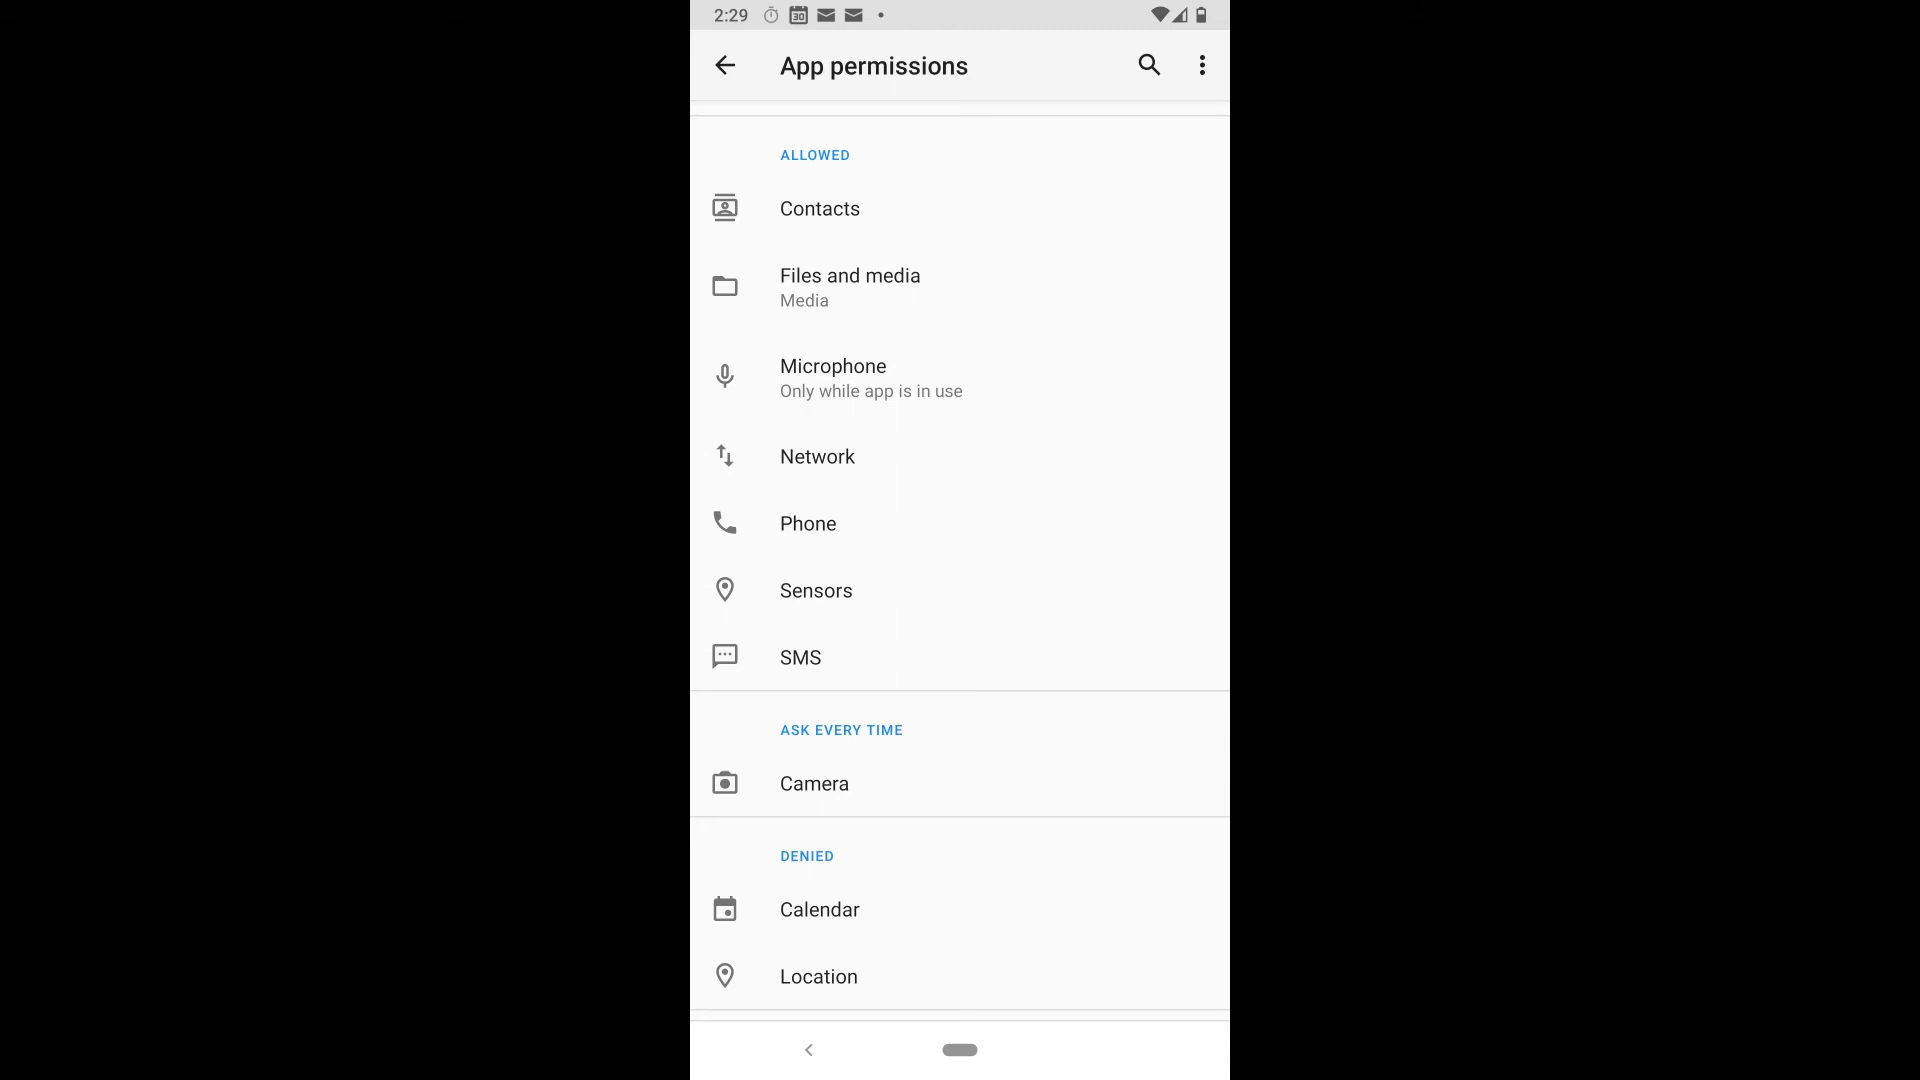 2:29
30
App permissions
ALLOWED
Contacts
Files and media
Media
Microphone
Only while app is in use
Network
Phone
Sensors
SMS
ASK EVERY TIME
Camera
DENIED
Calendar
Location